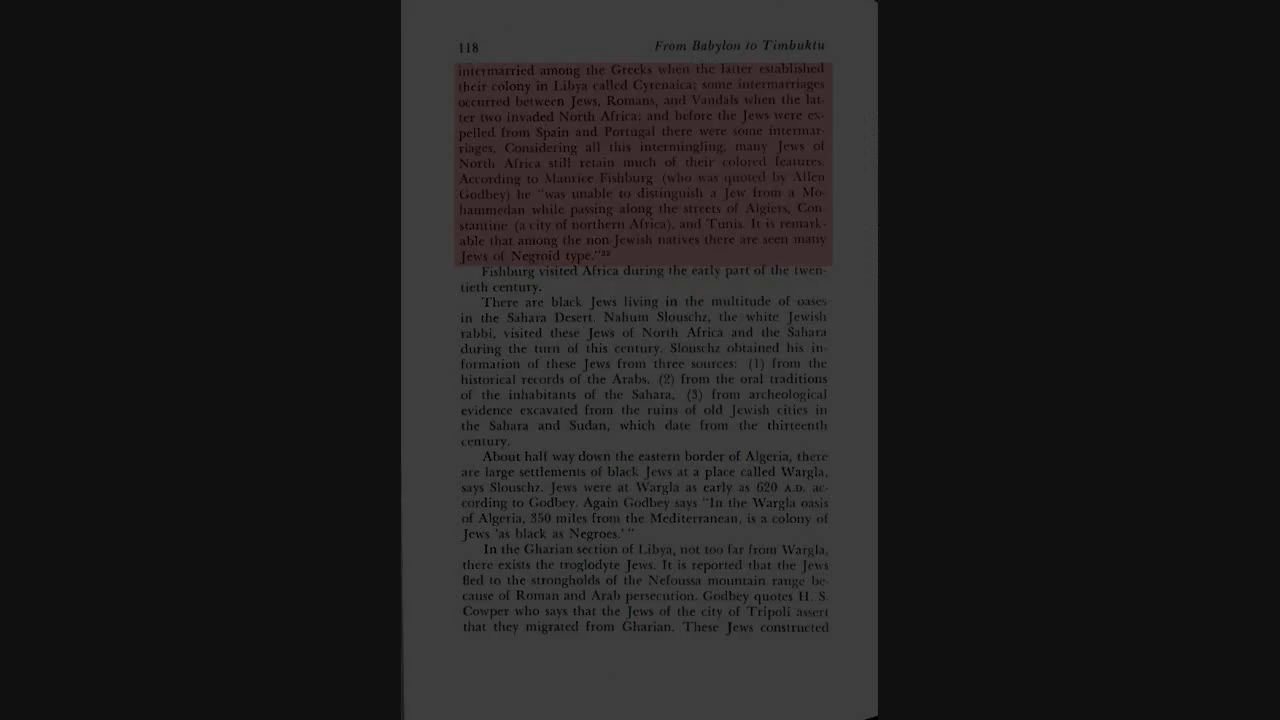 118 From Babylon to Timbuktu
intermarried among the Greeks when the latter established
their colony in Libya called Cyrenaica; some intermarriages
occurred between Jews, Romans, and Vandals when the lat-
ter two invaded North Africa; and before the Jews were ex-
pelled from Spain and Portugal there were some intermar-
riages. Considering all this intermingling, many Jews of
North Africa still retain much of their colored features.
According to Maurice Fishburg (who was quoted by Allen
Godbey) he "was unable to distinguish a Jew from a Mo-
hammedan while passing along the streets of Algiers, Con-
stantine (a city of northern Africa), and Tunis. It is remark-
able that among the non-Jewish natives there are seen many
Jews of Negroid type."³²
Fishburg visited Africa during the early part of the twen-
tieth century.
There are black Jews living in the multitude of oases
in the Sahara Desert. Nahum Slouschz, the white Jewish
rabbi, visited these Jews of North Africa and the Sahara
during the turn of this century. Slouschz obtained his in-
formation of these Jews from three sources: (1) from the
historical records of the Arabs, (2) from the oral traditions
of the inhabitants of the Sahara, (3) from archeological
evidence excavated from the ruins of old Jewish cities in
the Sahara and Sudan, which date from the thirteenth
century.
About half way down the eastern border of Algeria, there
are large settlements of black Jews at a place called Wargla,
says Slouschz. Jews were at Wargla as early as 620 A.D. ac-
cording to Godbey. Again Godbey says "In the Wargla oasis
of Algeria, 350 miles from the Mediterranean, is a colony of
Jews 'as black as Negroes.'"
In the Gharian section of Libya, not too far from Wargla,
there exists the troglodyte Jews. It is reported that the Jews
fled to the strongholds of the Nefoussa mountain range be-
cause of Roman and Arab persecution. Godbey quotes H. S.
Cowper who says that the Jews of the city of Tripoli assert
that they migrated from Gharian. These Jews constructed